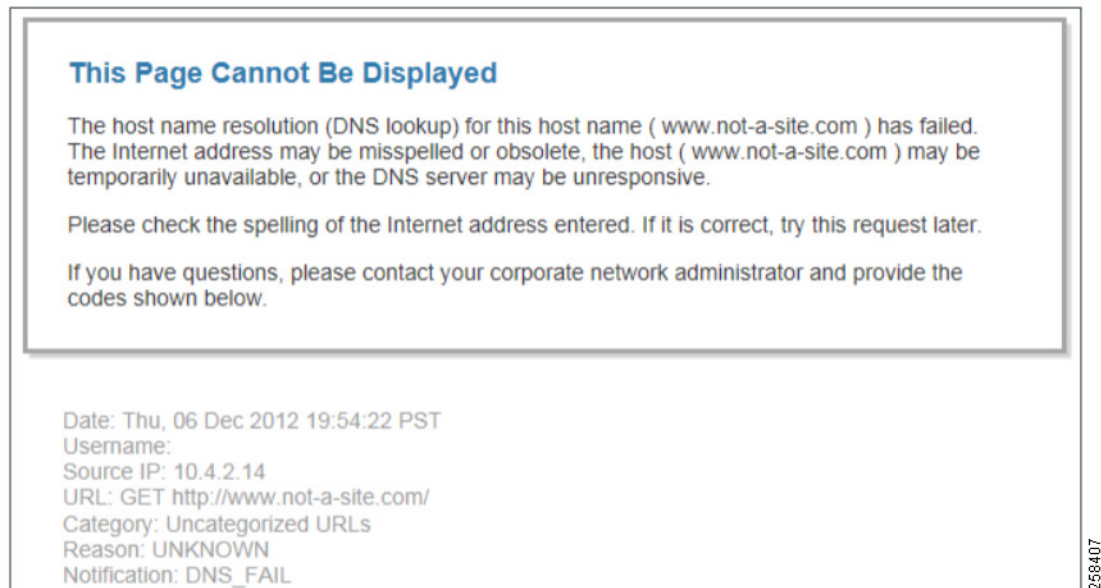 This Page Cannot Be Displayed
The host name resolution (DNS lookup) for this host name ( www.not-a-site.com ) has failed.
The Internet address may be misspelled or obsolete, the host ( www.not-a-site.com ) may be
temporarily unavailable, or the DNS server may be unresponsive.
Please check the spelling of the Internet address entered. If it is correct, try this request later.
If you have questions, please contact your corporate network administrator and provide the
codes shown below.
Date: Thu, 06 Dec 2012 19:54:22 PST
Username:
Source IP: 10.4.2.14
URL: GET http://www.not-a-site.com/
Category: Uncategorized URLs
Reason: UNKNOWN
Notification: DNS_FAIL
258407